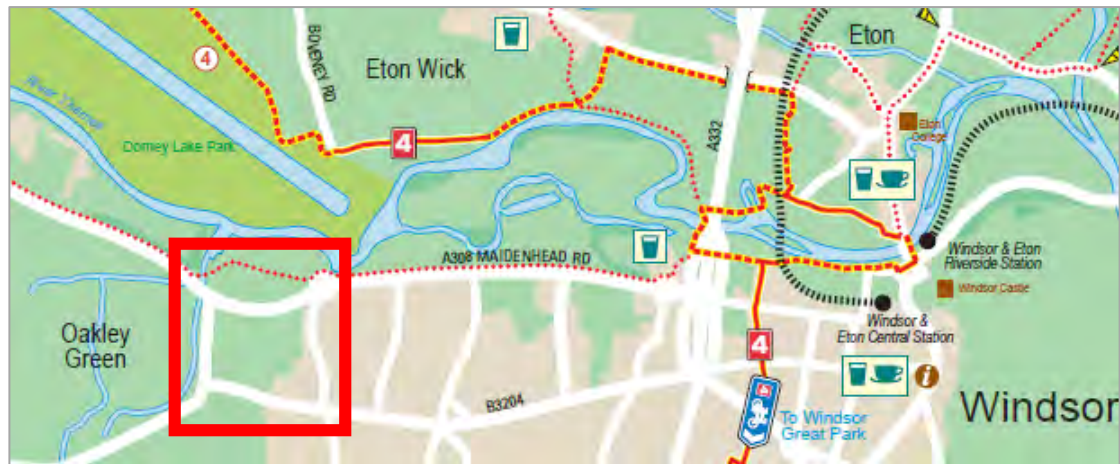 BOVENEY RD
Eton Wick
Eton
4
River Thames
Dorney Lake Park
4
A332
Eton
College
A308 MAIDENHEAD RD
Windsor & Eton
Riverside Station
Windsor Castle
Oakley
Green
Windsor &
Eton Central Station
4
i
B3204
4
To Windsor
Great Park
Windsor